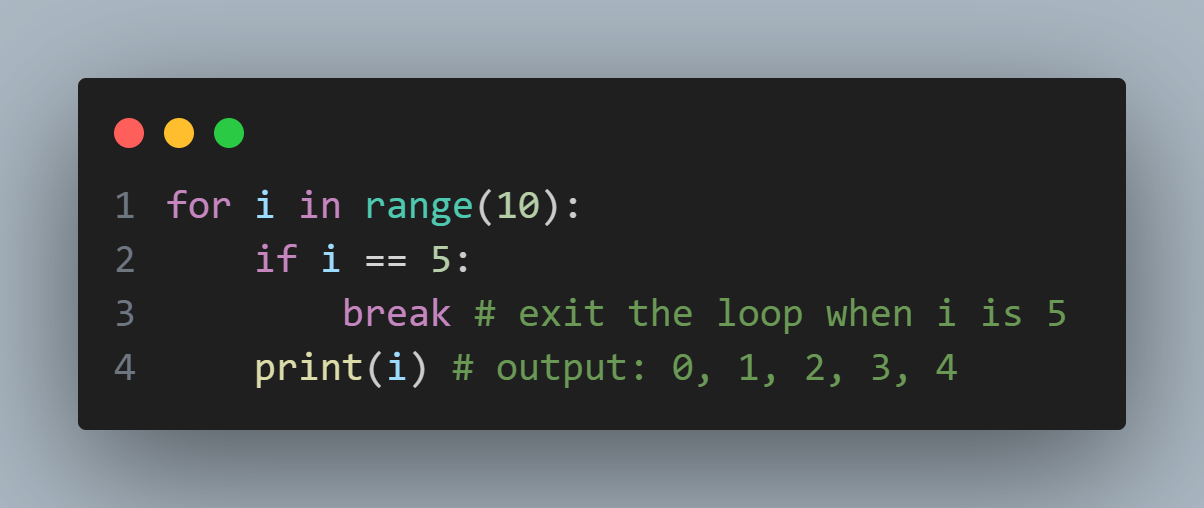 1 for i in range(10):
2     if i == 5:
3         break # exit the loop when i is 5
4     print(i) # output: 0, 1, 2, 3, 4